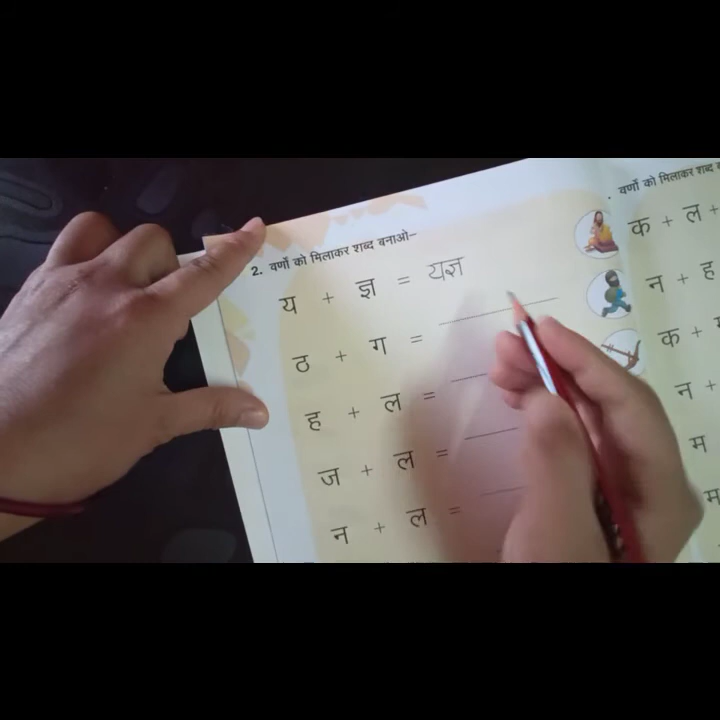 2. वर्णों को मिलाकर शब्द बनाओ–
य + ज्ञ = यज्ञ
ठ + ग =
ह + ल =
ज + ल =
न + ल =
वर्णों को मिलाकर शब्द
क + ल +
न + ह
क +
न +
म
म